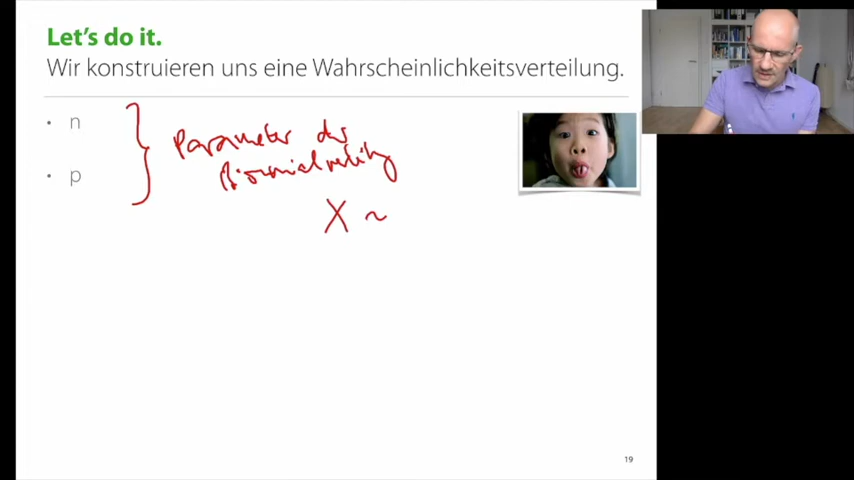 Let's do it.
Wir konstruieren uns eine Wahrscheinlichkeitsverteilung.
• n
• p
Parameter der
Binomialverteilung
X ~
19